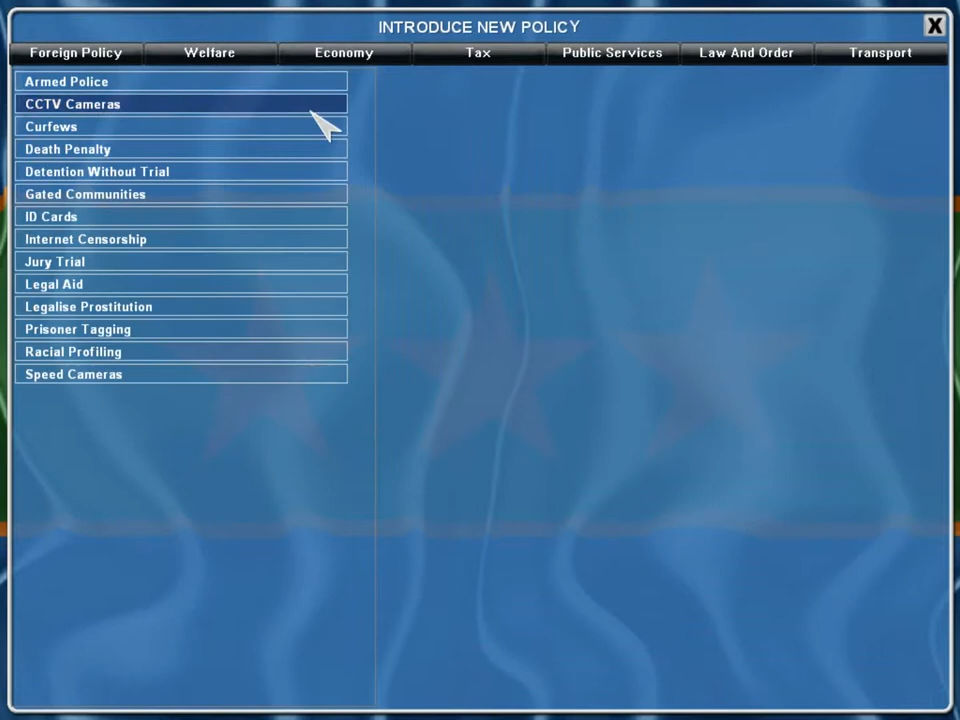 INTRODUCE NEW POLICY
X
Foreign Policy Welfare Economy Tax Public Services Law And Order Transport
Armed Police
CCTV Cameras
Curfews
Death Penalty
Detention Without Trial
Gated Communities
ID Cards
Internet Censorship
Jury Trial
Legal Aid
Legalise Prostitution
Prisoner Tagging
Racial Profiling
Speed Cameras